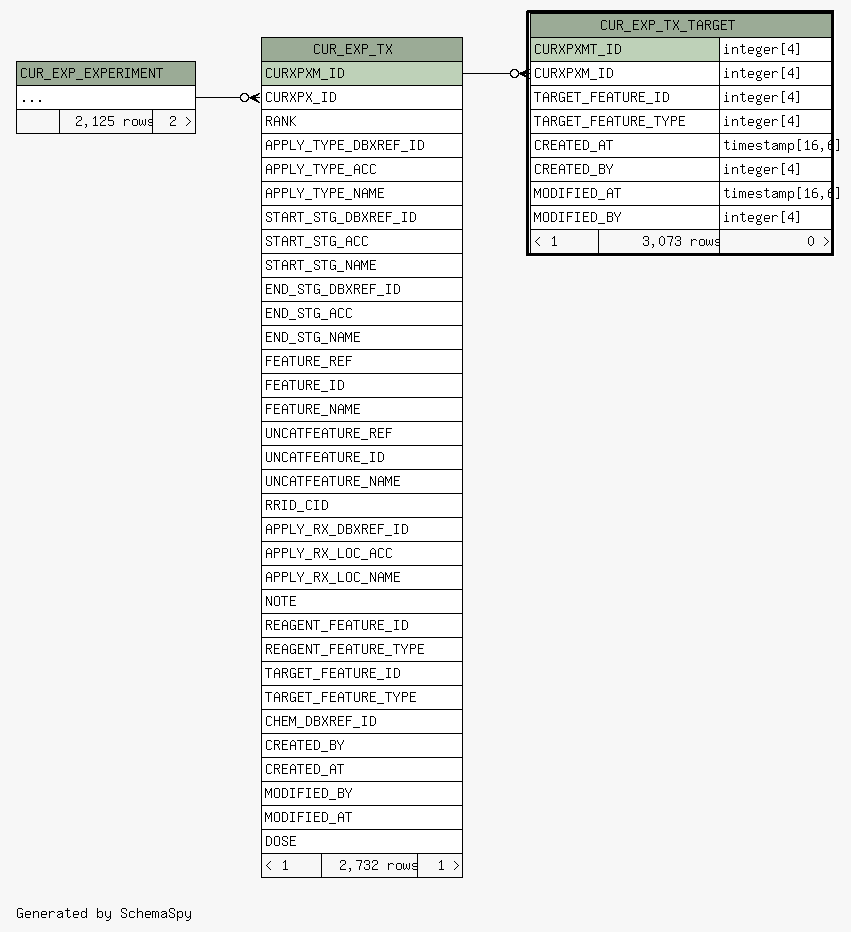 CUR_EXP_EXPERIMENT
...
2,125 rows 2 >
CUR_EXP_TX
CURXPXM_ID
CURXPX_ID
RANK
APPLY_TYPE_DBXREF_ID
APPLY_TYPE_ACC
APPLY_TYPE_NAME
START_STG_DBXREF_ID
START_STG_ACC
START_STG_NAME
END_STG_DBXREF_ID
END_STG_ACC
END_STG_NAME
FEATURE_REF
FEATURE_ID
FEATURE_NAME
UNCATFEATURE_REF
UNCATFEATURE_ID
UNCATFEATURE_NAME
RRID_CID
APPLY_RX_DBXREF_ID
APPLY_RX_LOC_ACC
APPLY_RX_LOC_NAME
NOTE
REAGENT_FEATURE_ID
REAGENT_FEATURE_TYPE
TARGET_FEATURE_ID
TARGET_FEATURE_TYPE
CHEM_DBXREF_ID
CREATED_BY
CREATED_AT
MODIFIED_BY
MODIFIED_AT
DOSE
< 1 2,732 rows 1 >
CUR_EXP_TX_TARGET
CURXPXMT_ID integer[4]
CURXPXM_ID integer[4]
TARGET_FEATURE_ID integer[4]
TARGET_FEATURE_TYPE integer[4]
CREATED_AT timestamp[16,6]
CREATED_BY integer[4]
MODIFIED_AT timestamp[16,6]
MODIFIED_BY integer[4]
< 1 3,073 rows 0 >
Generated by SchemaSpy